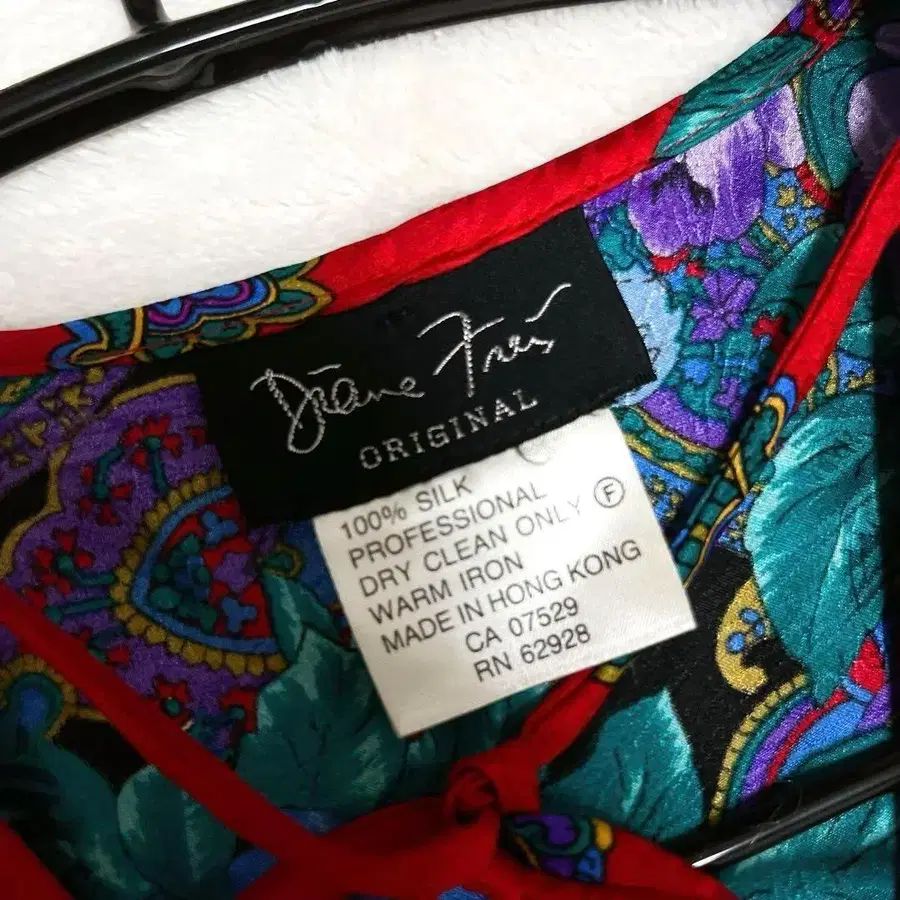 Diane Freis
ORIGINAL
100% SILK
PROFESSIONAL
DRY CLEAN ONLY Ⓕ
WARM IRON
MADE IN HONG KONG
CA 07529
RN 62928